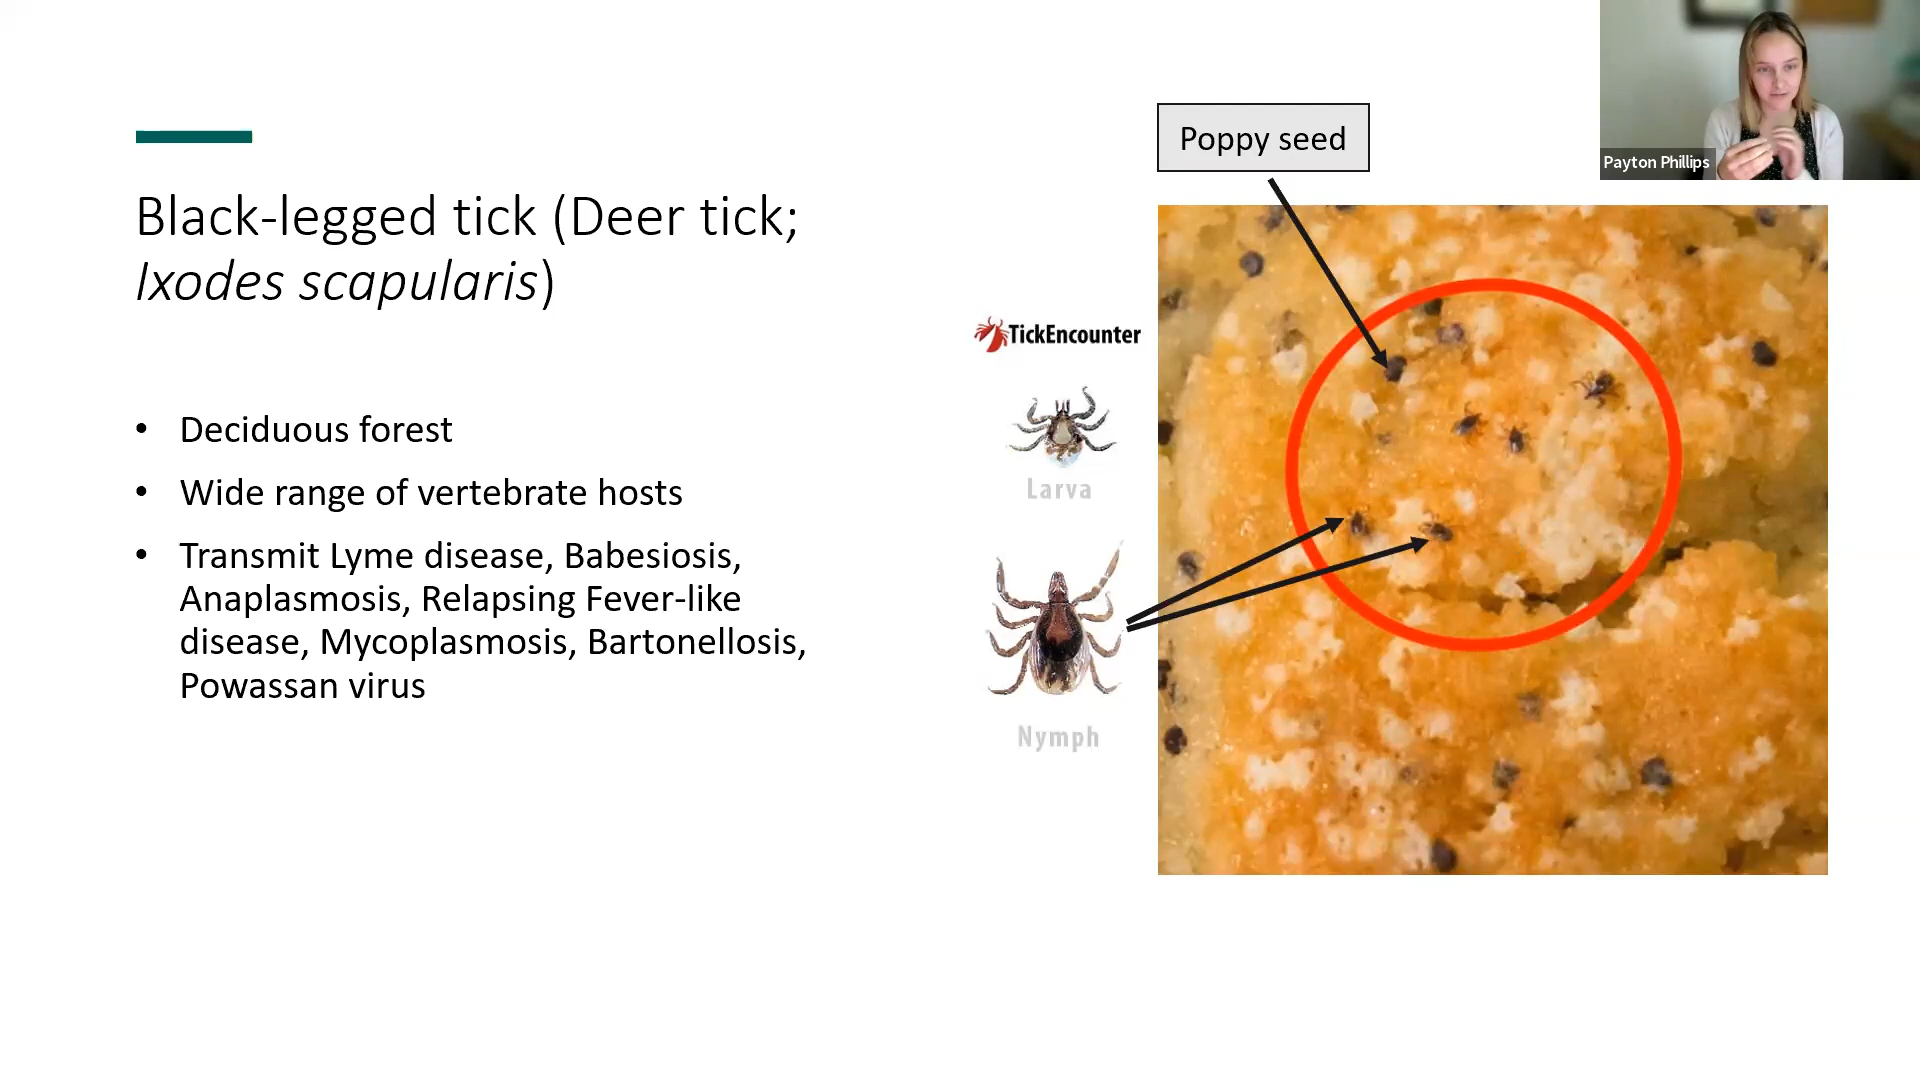 Poppy seed
Payton Phillips
Black-legged tick (Deer tick;
Ixodes scapularis)
TickEncounter
Larva
Nymph
• Deciduous forest
• Wide range of vertebrate hosts
• Transmit Lyme disease, Babesiosis,
Anaplasmosis, Relapsing Fever-like
disease, Mycoplasmosis, Bartonellosis,
Powassan virus